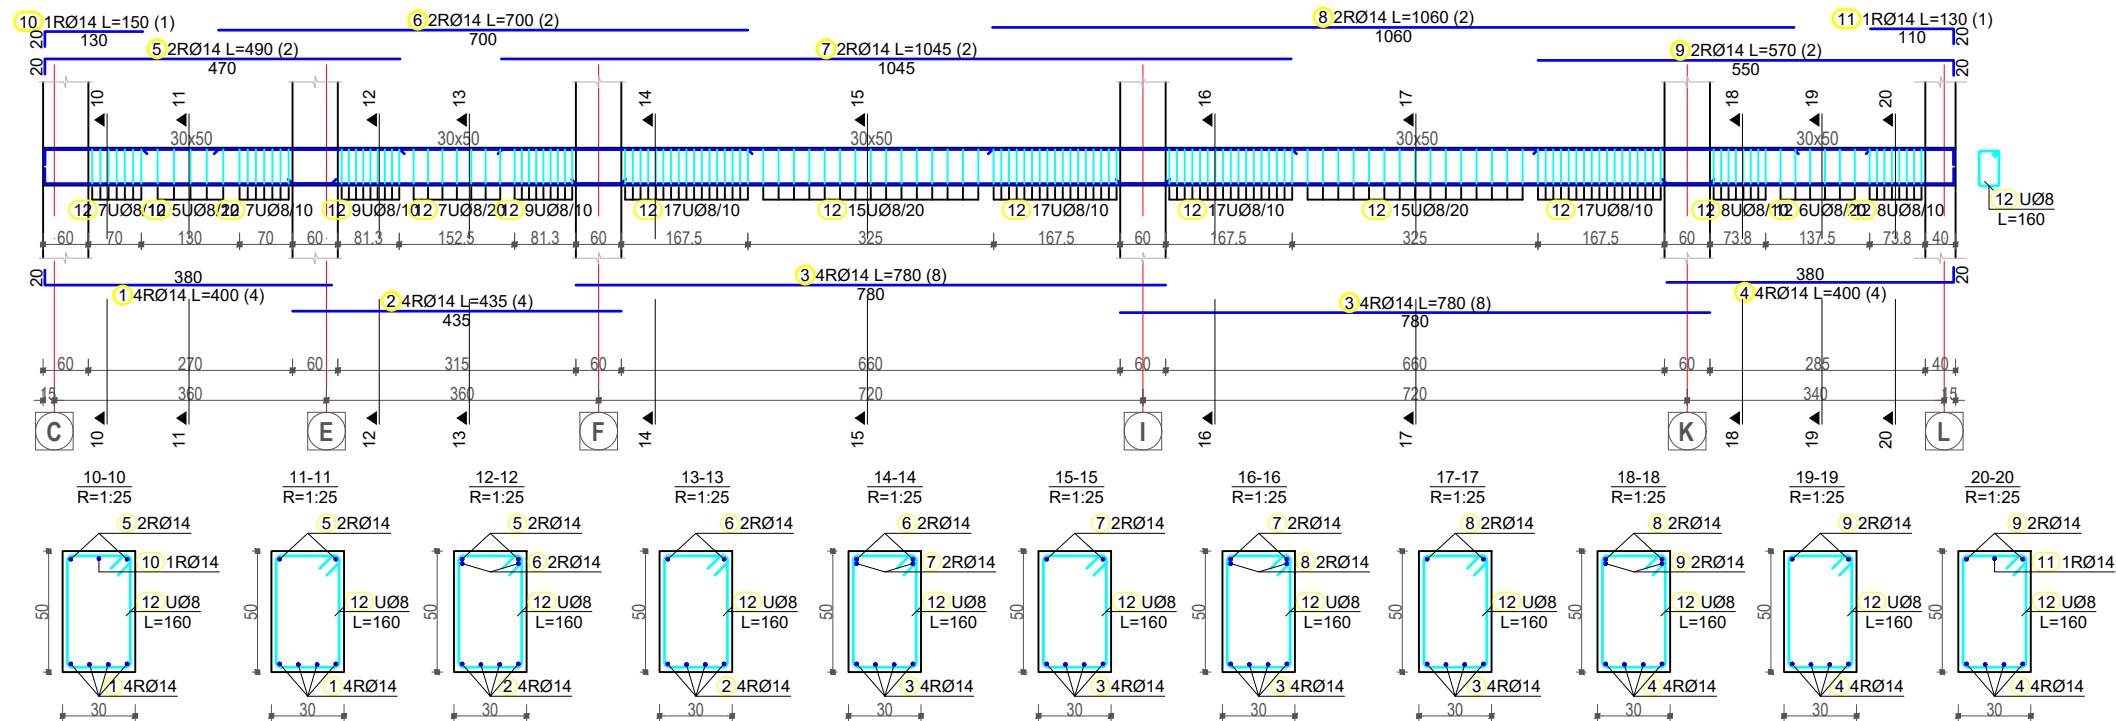 10 1RØ14 L=150 (1)
130
20
6 2RØ14 L=700 (2)
700
8 2RØ14 L=1060 (2)
1060
11 1RØ14 L=130 (1)
110
20
5 2RØ14 L=490 (2)
470
20
7 2RØ14 L=1045 (2)
1045
9 2RØ14 L=570 (2)
550
20
10 11 12 13 14 15 16 17 18 19 20
30x50 30x50 30x50 30x50 30x50
12 7UØ8/10 12 5UØ8/20 12 7UØ8/10 12 9UØ8/10 12 7UØ8/20 12 9UØ8/10 12 17UØ8/10 12 15UØ8/20 12 17UØ8/10 12 17UØ8/10 12 15UØ8/20 12 17UØ8/10 12 8UØ8/10 12 6UØ8/20 12 8UØ8/10
12 UØ8
L=160
60 70 130 70 60 81.3 152.5 81.3 60 167.5 325 167.5 60 167.5 325 167.5 60 73.8 137.5 73.8 40
20
380
1 4RØ14 L=400 (4)
2 4RØ14 L=435 (4)
435
3 4RØ14 L=780 (8)
780
3 4RØ14 L=780 (8)
780
380
4 4RØ14 L=400 (4)
20
60 270 60 315 60 660 60 660 60 285 40
15 360 360 720 720 340 15
C E F I K L
10 11 12 13 14 15 16 17 18 19 20
10-10 11-11 12-12 13-13 14-14 15-15 16-16 17-17 18-18 19-19 20-20
R=1:25 R=1:25 R=1:25 R=1:25 R=1:25 R=1:25 R=1:25 R=1:25 R=1:25 R=1:25 R=1:25
5 2RØ14 5 2RØ14 5 2RØ14 6 2RØ14 6 2RØ14 7 2RØ14 7 2RØ14 8 2RØ14 8 2RØ14 9 2RØ14 9 2RØ14
10 1RØ14 6 2RØ14 7 2RØ14 8 2RØ14 9 2RØ14 11 1RØ14
12 UØ8 12 UØ8 12 UØ8 12 UØ8 12 UØ8 12 UØ8 12 UØ8 12 UØ8 12 UØ8 12 UØ8 12 UØ8
50 50 50 50 50 50 50 50 50 50 50
L=160 L=160 L=160 L=160 L=160 L=160 L=160 L=160 L=160 L=160 L=160
1 4RØ14 1 4RØ14 2 4RØ14 2 4RØ14 3 4RØ14 3 4RØ14 3 4RØ14 3 4RØ14 4 4RØ14 4 4RØ14 4 4RØ14
30 30 30 30 30 30 30 30 30 30 30